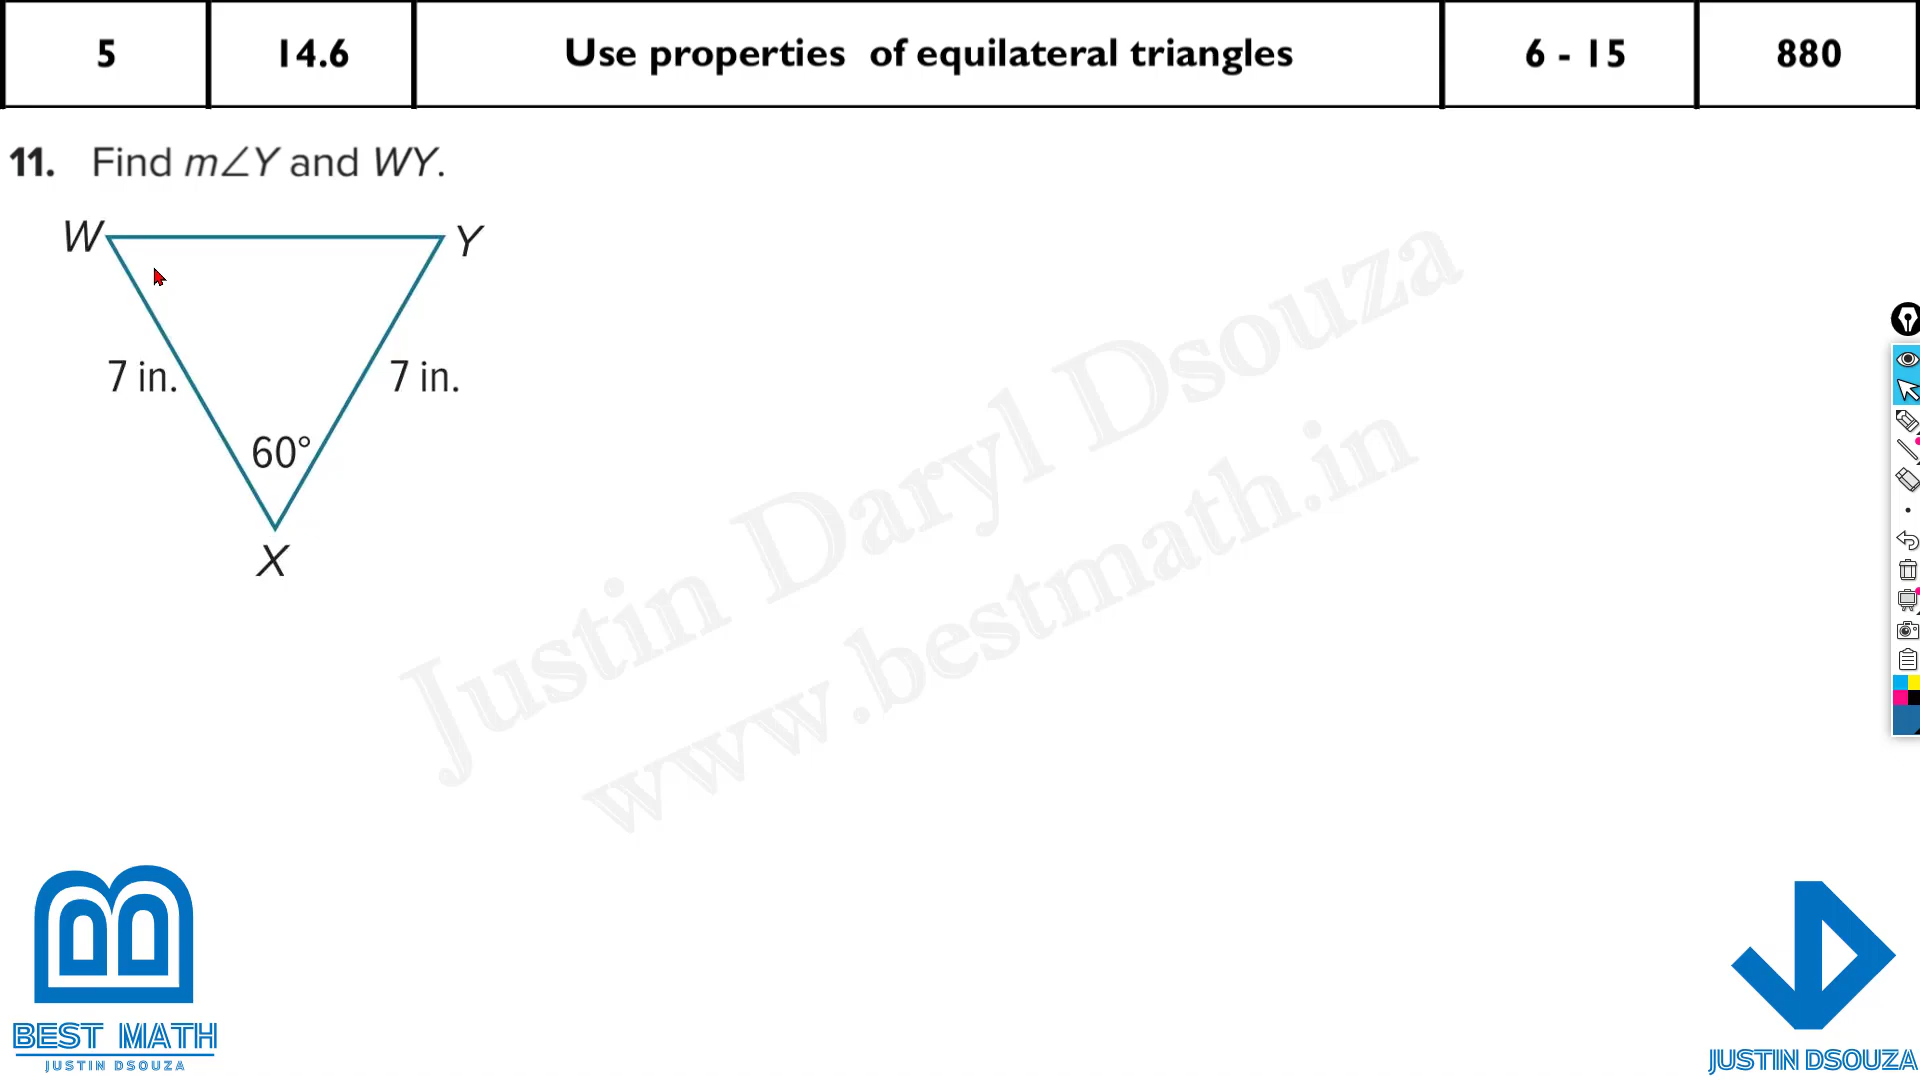 5 14.6 Use properties of equilateral triangles 6 - 15 880
11. Find m∠Y and WY.
W Y
7 in. 7 in.
60°
X
Justin Daryl Dsouza
www.bestmath.in
BEST MATH
JUSTIN DSOUZA
JUSTIN DSOUZA